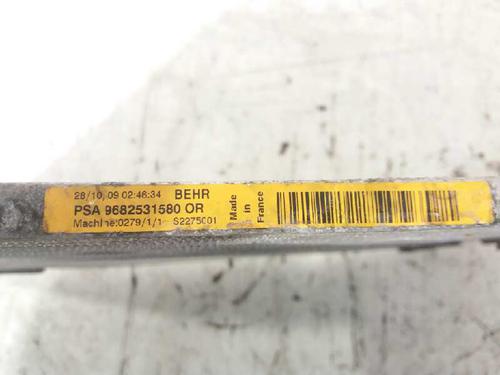 28/10/09 02:46:34 BEHR
PSA 9682531580 OR
Machine:0279/1/1 S2275001
Made
in
France